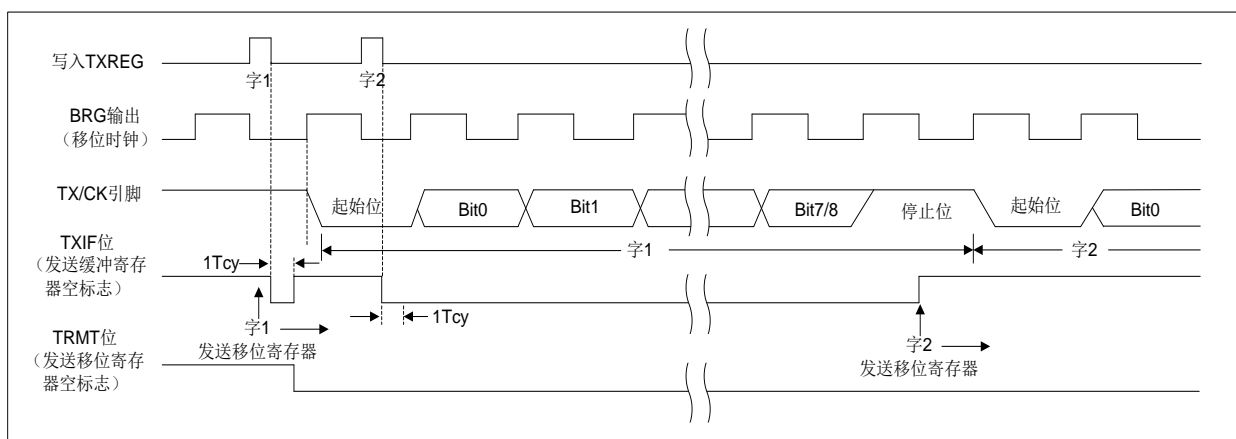 写入TXREG
字1
字2
BRG输出
（移位时钟）
TX/CK引脚
起始位
Bit0
Bit1
Bit7/8
停止位
起始位
Bit0
TXIF位
（发送缓冲寄存
器空标志）
1Tcy
字1
字2
1Tcy
字1
发送移位寄存器
字2
发送移位寄存器
TRMT位
（发送移位寄存
器空标志）